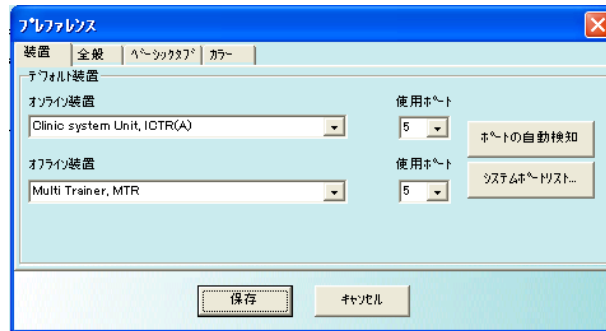 ﾌﾟﾚﾌｧﾚﾝｽ
装置 全般 ﾍﾞｰｼｯｸﾀﾌﾞ ｶﾗｰ
ﾃﾞﾌｫﾙﾄ装置
ｵﾝﾗｲﾝ装置 使用ﾎﾟｰﾄ
Clinic system Unit, ICTR(A) 5
ﾎﾟｰﾄの自動検知
ｵﾌﾗｲﾝ装置 使用ﾎﾟｰﾄ
ｼｽﾃﾑﾎﾟｰﾄﾘｽﾄ...
Multi Trainer, MTR 5
保存 ｷｬﾝｾﾙ